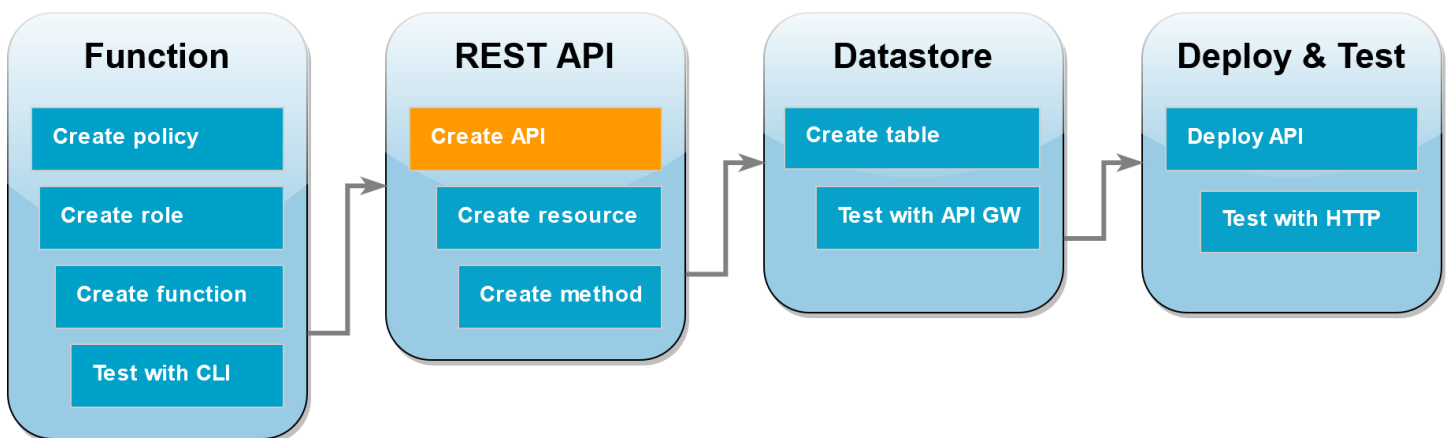 Function
Create policy
Create role
Create function
Test with CLI
REST API
Create API
Create resource
Create method
Datastore
Create table
Test with API GW
Deploy & Test
Deploy API
Test with HTTP